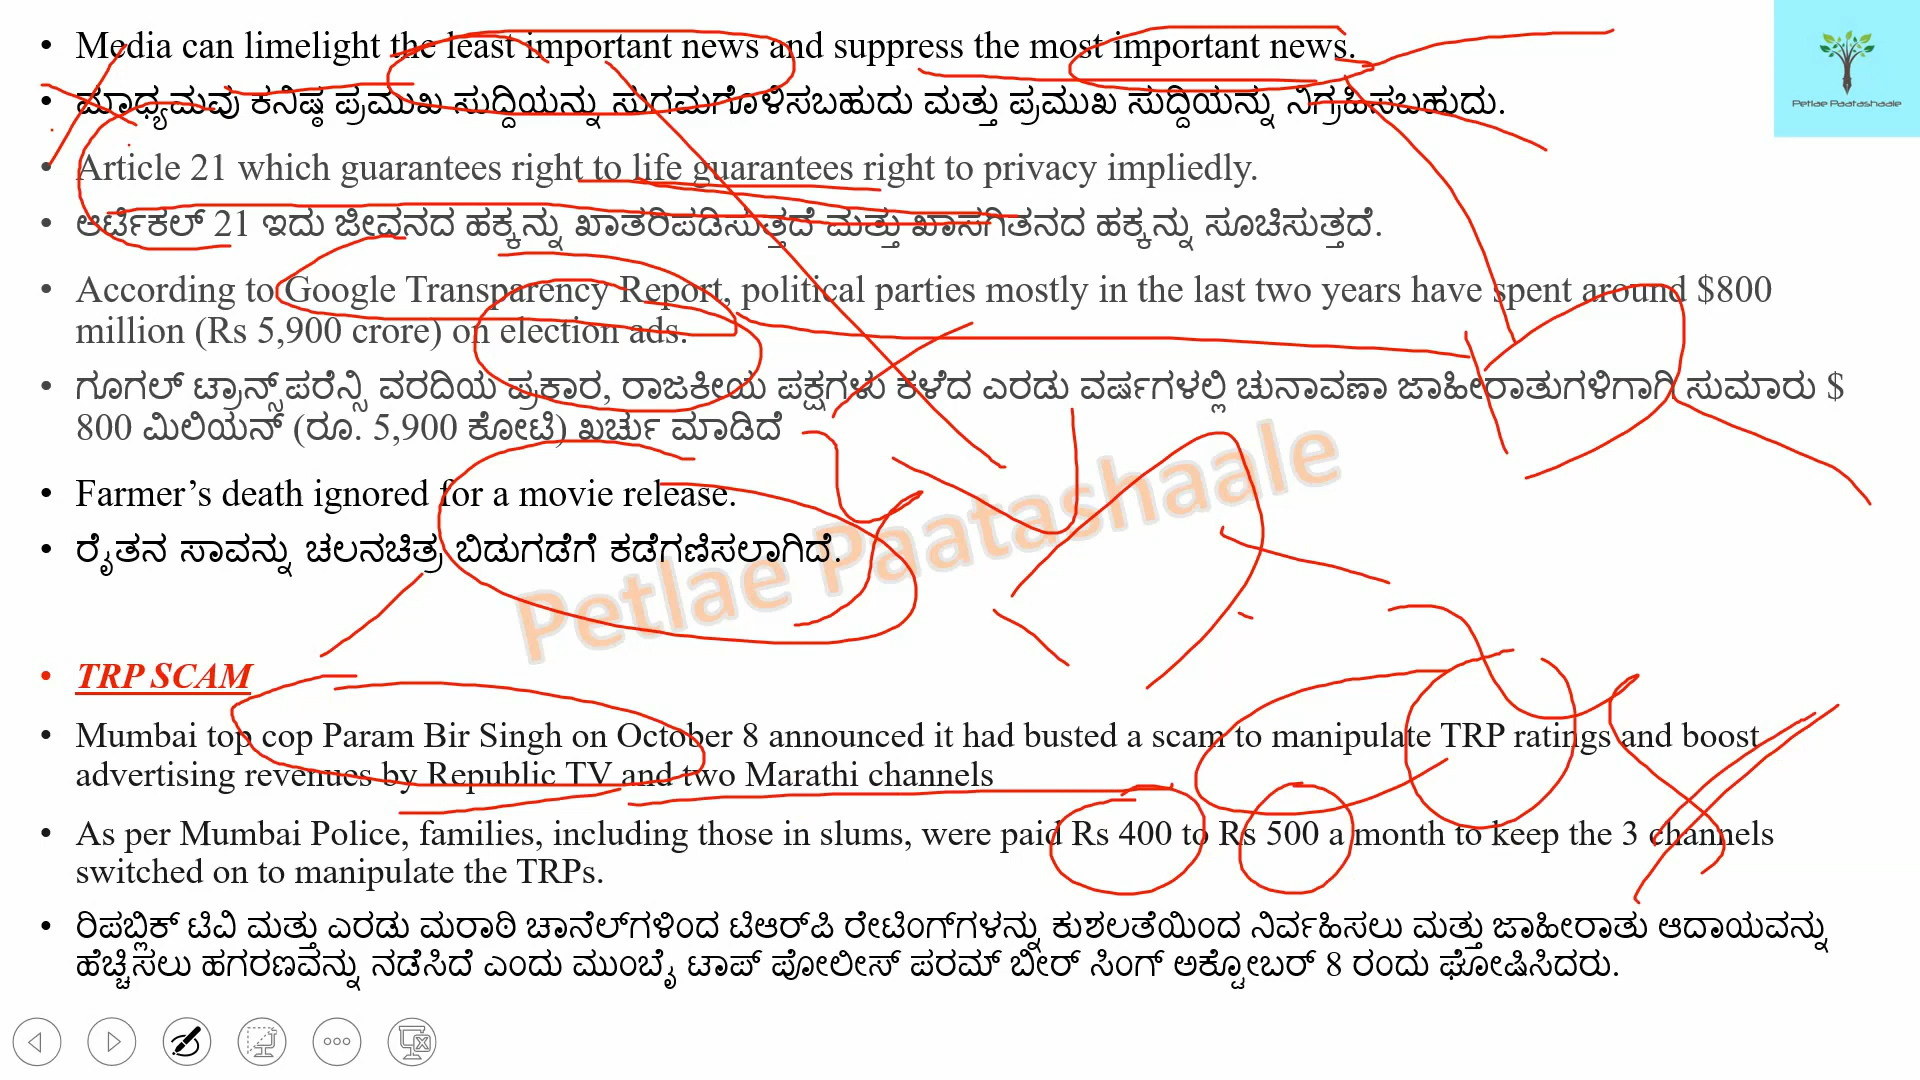 Media can limelight the least important news and suppress the most important news.
ಮಾಧ್ಯಮವು ಕನಿಷ್ಠ ಪ್ರಮುಖ ಸುದ್ದಿಯನ್ನು ಸುಗಮಗೊಳಿಸಬಹುದು ಮತ್ತು ಪ್ರಮುಖ ಸುದ್ದಿಯನ್ನು ನಿಗ್ರಹಿಸಬಹುದು.
Article 21 which guarantees right to life guarantees right to privacy impliedly.
ಆರ್ಟಿಕಲ್ 21 ಇದು ಜೀವನದ ಹಕ್ಕನ್ನು ಖಾತರಿಪಡಿಸುತ್ತದೆ ಮತ್ತು ಖಾಸಗಿತನದ ಹಕ್ಕನ್ನು ಸೂಚಿಸುತ್ತದೆ.
According to Google Transparency Report, political parties mostly in the last two years have spent around $800
million (Rs 5,900 crore) on election ads.
ಗೂಗಲ್ ಟ್ರಾನ್ಸ್‌ಪರೆನ್ಸಿ ವರದಿಯ ಪ್ರಕಾರ, ರಾಜಕೀಯ ಪಕ್ಷಗಳು ಕಳೆದ ಎರಡು ವರ್ಷಗಳಲ್ಲಿ ಚುನಾವಣಾ ಜಾಹೀರಾತುಗಳಿಗಾಗಿ ಸುಮಾರು $
800 ಮಿಲಿಯನ್ (ರೂ. 5,900 ಕೋಟಿ) ಖರ್ಚು ಮಾಡಿದೆ
Farmer’s death ignored for a movie release.
ರೈತನ ಸಾವನ್ನು ಚಲನಚಿತ್ರ ಬಿಡುಗಡೆಗೆ ಕಡೆಗಣಿಸಲಾಗಿದೆ.
TRP SCAM
Mumbai top cop Param Bir Singh on October 8 announced it had busted a scam to manipulate TRP ratings and boost
advertising revenues by Republic TV and two Marathi channels
As per Mumbai Police, families, including those in slums, were paid Rs 400 to Rs 500 a month to keep the 3 channels
switched on to manipulate the TRPs.
ರಿಪಬ್ಲಿಕ್ ಟಿವಿ ಮತ್ತು ಎರಡು ಮರಾಠಿ ಚಾನೆಲ್‌ಗಳಿಂದ ಟಿಆರ್‌ಪಿ ರೇಟಿಂಗ್‌ಗಳನ್ನು ಕುಶಲತೆಯಿಂದ ನಿರ್ವಹಿಸಲು ಮತ್ತು ಜಾಹೀರಾತು ಆದಾಯವನ್ನು
ಹೆಚ್ಚಿಸಲು ಹಗರಣವನ್ನು ನಡೆಸಿದೆ ಎಂದು ಮುಂಬೈ ಟಾಪ್ ಪೋಲೀಸ್ ಪರಮ್ ಬೀರ್ ಸಿಂಗ್ ಅಕ್ಟೋಬರ್ 8 ರಂದು ಘೋಷಿಸಿದರು.
Petlae Paatashaale
Petlae Paatashaale